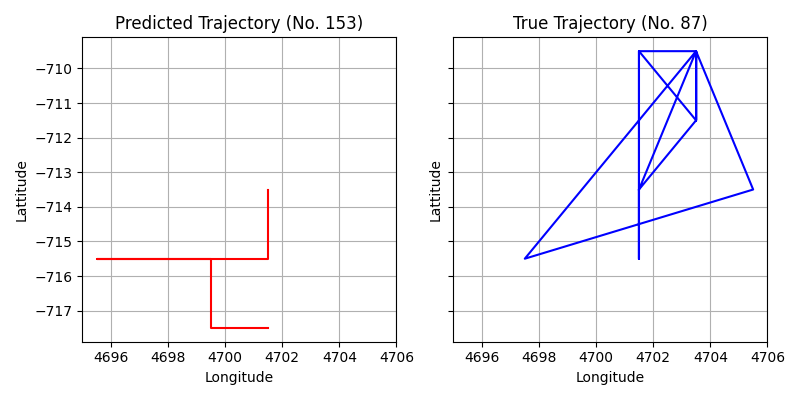 Predicted Trajectory (No. 153)
−710
−711
−712
−713
−714
−715
−716
−717
Lattitude
4696 4698 4700 4702 4704 4706
Longitude
True Trajectory (No. 87)
Lattitude
4696 4698 4700 4702 4704 4706
Longitude